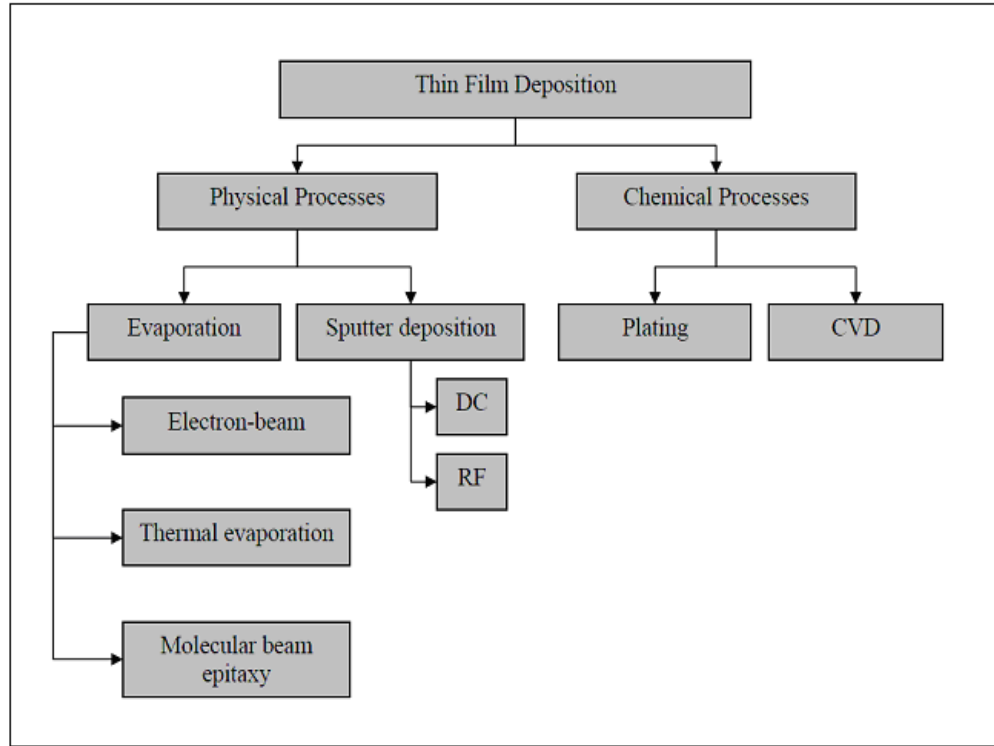 Thin Film Deposition
Physical Processes
Chemical Processes
Evaporation
Sputter deposition
Plating
CVD
Electron-beam
DC
RF
Thermal evaporation
Molecular beam
epitaxy